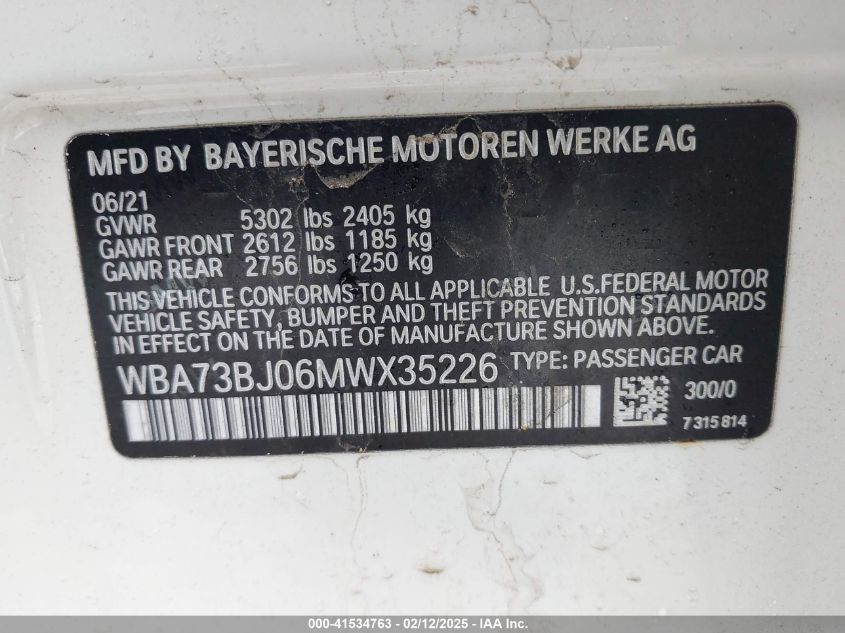 MFD BY BAYERISCHE MOTOREN WERKE AG
06/21
GVWR 5302 lbs 2405 kg
GAWR FRONT 2612 lbs 1185 kg
GAWR REAR 2756 lbs 1250 kg
THIS VEHICLE CONFORMS TO ALL APPLICABLE U.S.FEDERAL MOTOR
VEHICLE SAFETY, BUMPER AND THEFT PREVENTION STANDARDS
IN EFFECT ON THE DATE OF MANUFACTURE SHOWN ABOVE.
WBA73BJ06MWX35226 TYPE: PASSENGER CAR
300/0
7315814
000-41534763 - 02/12/2025 - IAA Inc.